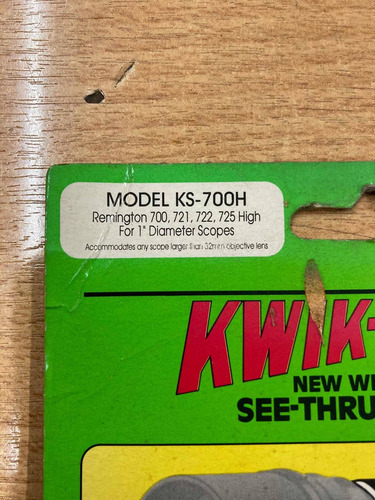 MODEL KS-700H
Remington 700, 721, 722, 725 High
For 1" Diameter Scopes
Accommodates any scope larger than 32mm objective lens
KWIK-
NEW
SEE-THRU